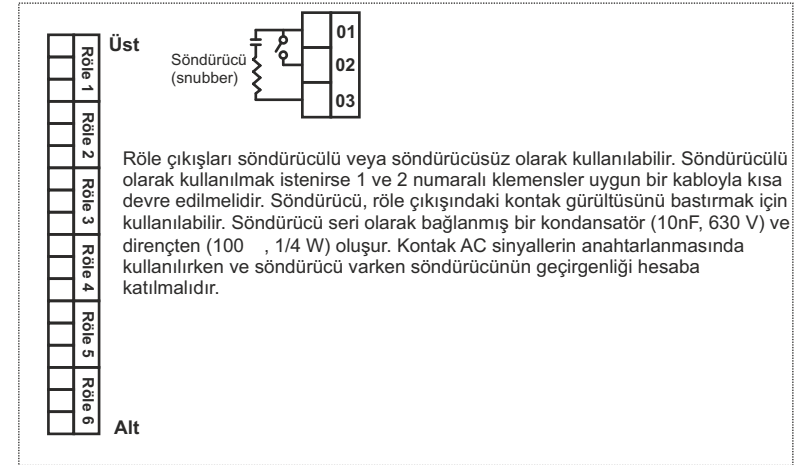 Üst
Röle 1
Röle 2
Röle 3
Röle 4
Röle 5
Röle 6
Alt
Söndürücü
(snubber)
01
02
03
Röle çıkışları söndürücülü veya söndürücüsüz olarak kullanılabilir. Söndürücülü
olarak kullanılmak istenirse 1 ve 2 numaralı klemensler uygun bir kabloyla kısa
devre edilmelidir. Söndürücü, röle çıkışındaki kontak gürültüsünü bastırmak için
kullanılabilir. Söndürücü seri olarak bağlanmış bir kondansatör (10nF, 630 V) ve
dirençten (100    , 1/4 W) oluşur. Kontak AC sinyallerin anahtarlanmasında
kullanılırken ve söndürücü varken söndürücünün geçirgenliği hesaba
katılmalıdır.